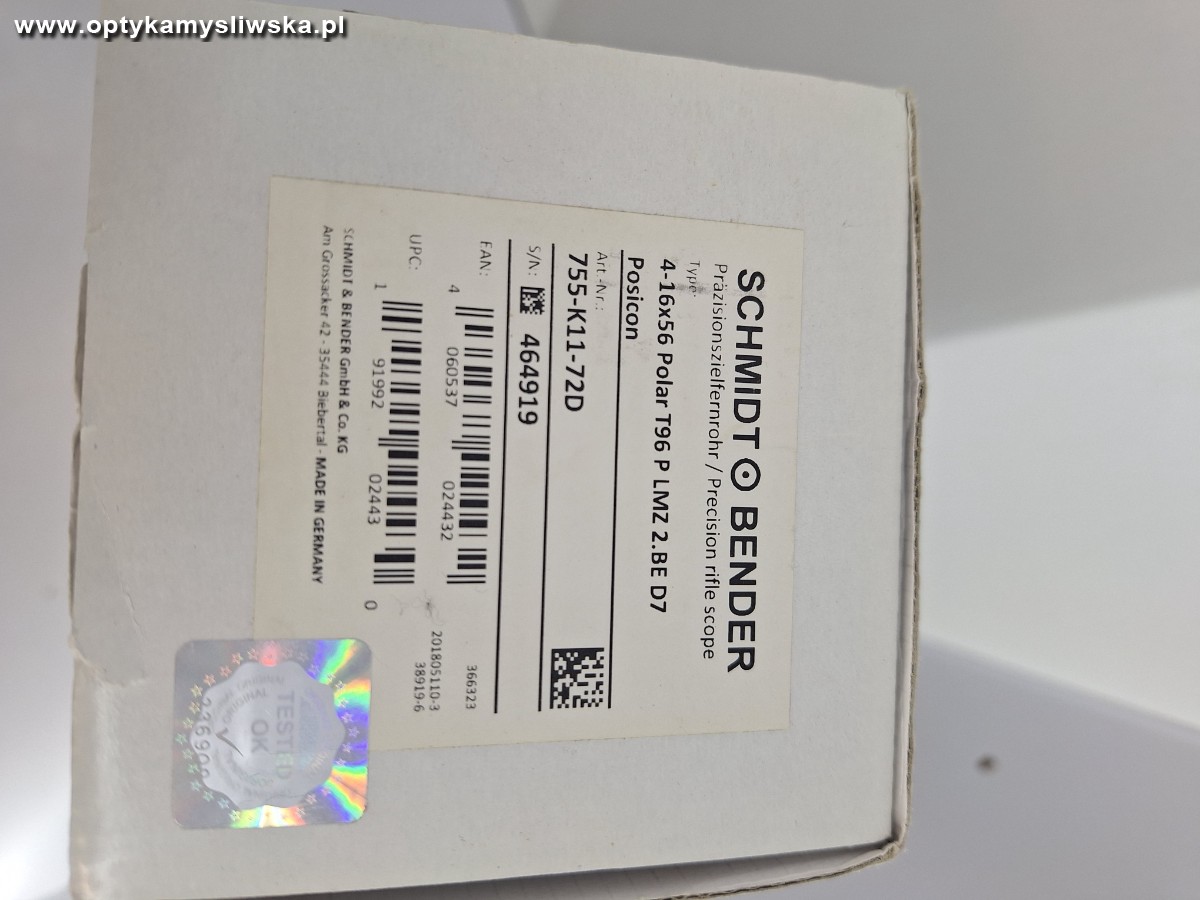 www.optykamysliwska.pl
SCHMIDT BENDER
Präzisionszielfernrohr / Precision rifle scope
Type:
4-16x56 Polar T96 P LMZ 2.BE D7
Posicon
Art.-Nr.:
755-K11-72D
S/N: 464919
EAN:
4 060537 024432
366323
UPC:
1 91992 02443 0
201805110-3
38919-6
SCHMIDT & BENDER GmbH & Co. KG
Am Grossacker 42 - 35444 Biebertal - MADE IN GERMANY
ORIGINAL
TESTED
OK